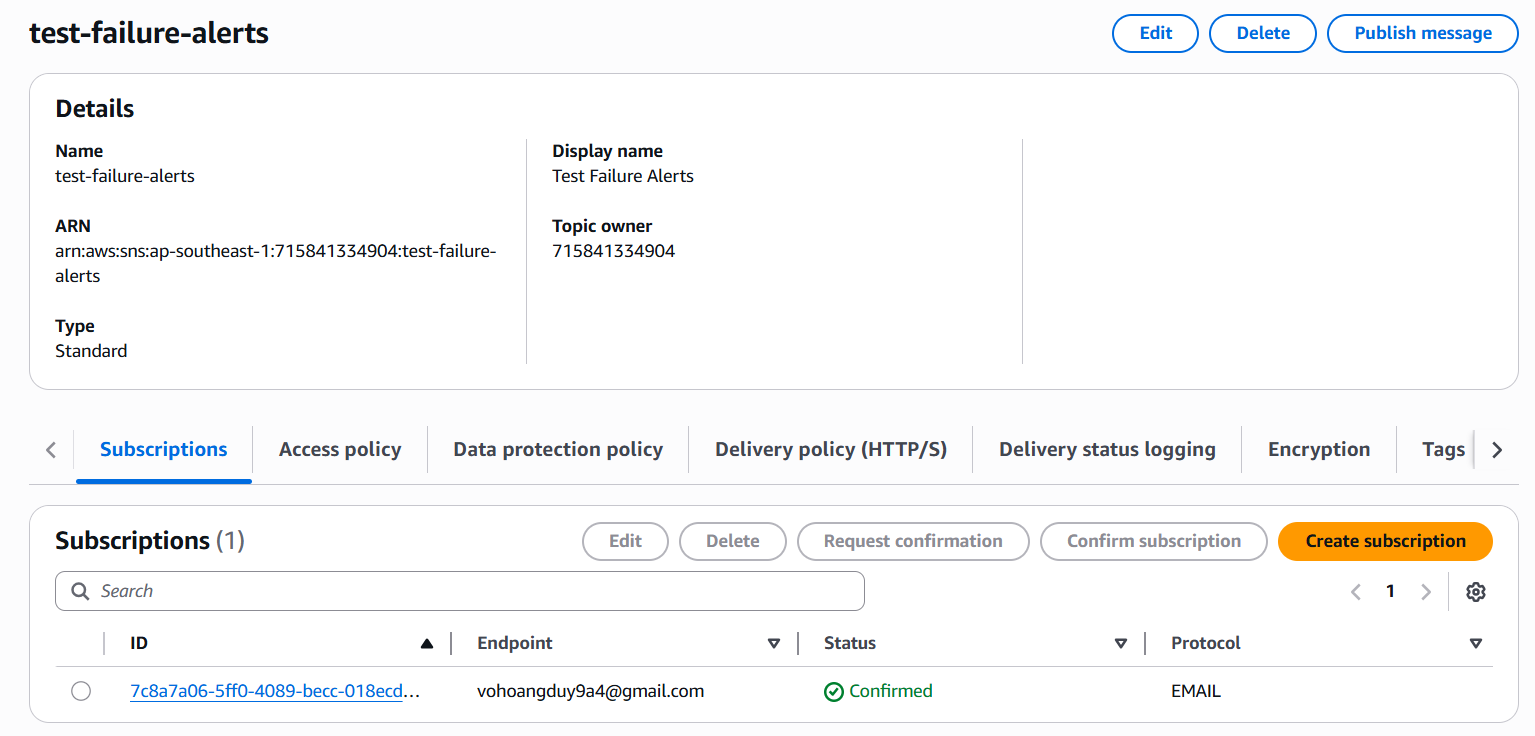 test-failure-alerts
Edit
Delete
Publish message
Details
Name
test-failure-alerts
ARN
arn:aws:sns:ap-southeast-1:715841334904:test-failure-
alerts
Type
Standard
Display name
Test Failure Alerts
Topic owner
715841334904
Subscriptions
Access policy
Data protection policy
Delivery policy (HTTP/S)
Delivery status logging
Encryption
Tags
Subscriptions (1)
Edit
Delete
Request confirmation
Confirm subscription
Create subscription
Search
1
ID
Endpoint
Status
Protocol
7c8a7a06-5ff0-4089-becc-018ecd...
vohoangduy9a4@gmail.com
Confirmed
EMAIL